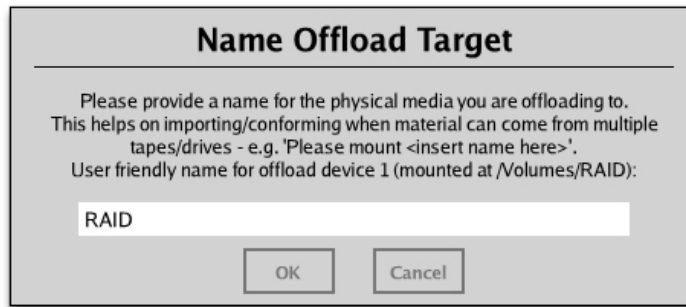 Name Offload Target
Please provide a name for the physical media you are offloading to.
This helps on importing/conforming when material can come from multiple
tapes/drives - e.g. 'Please mount <insert name here>'.
User friendly name for offload device 1 (mounted at /Volumes/RAID):
RAID
OK Cancel